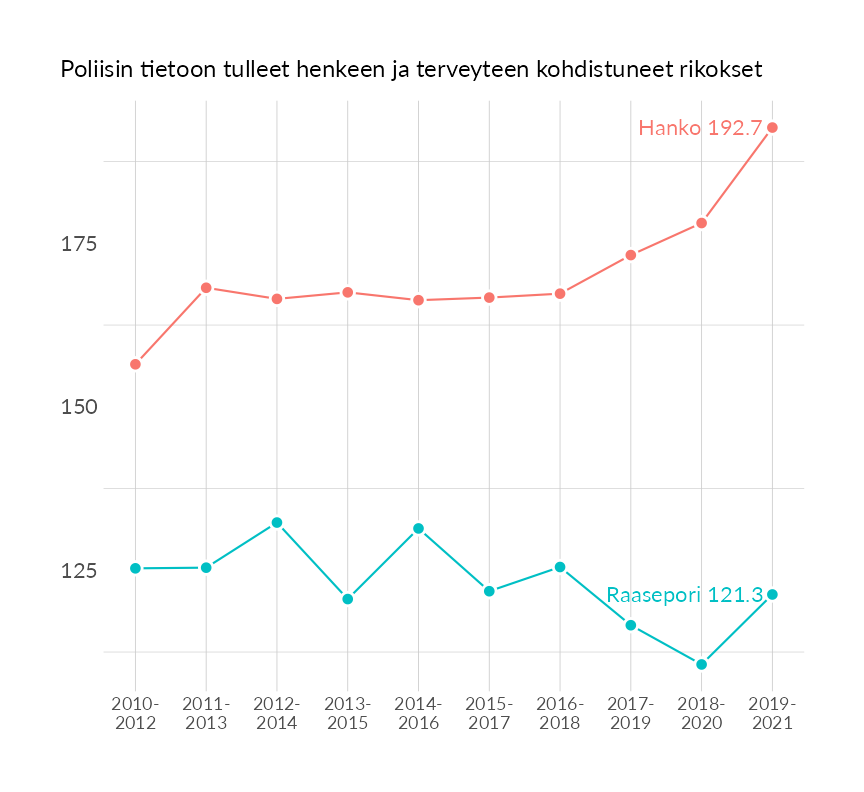 Poliisin tietoon tulleet henkeen ja terveyteen kohdistuneet rikokset
Hanko 192.7
175
150
125
Raasepori 121.3
2010- 2011- 2012- 2013- 2014- 2015- 2016- 2017- 2018- 2019-
2012 2013 2014 2015 2016 2017 2018 2019 2020 2021